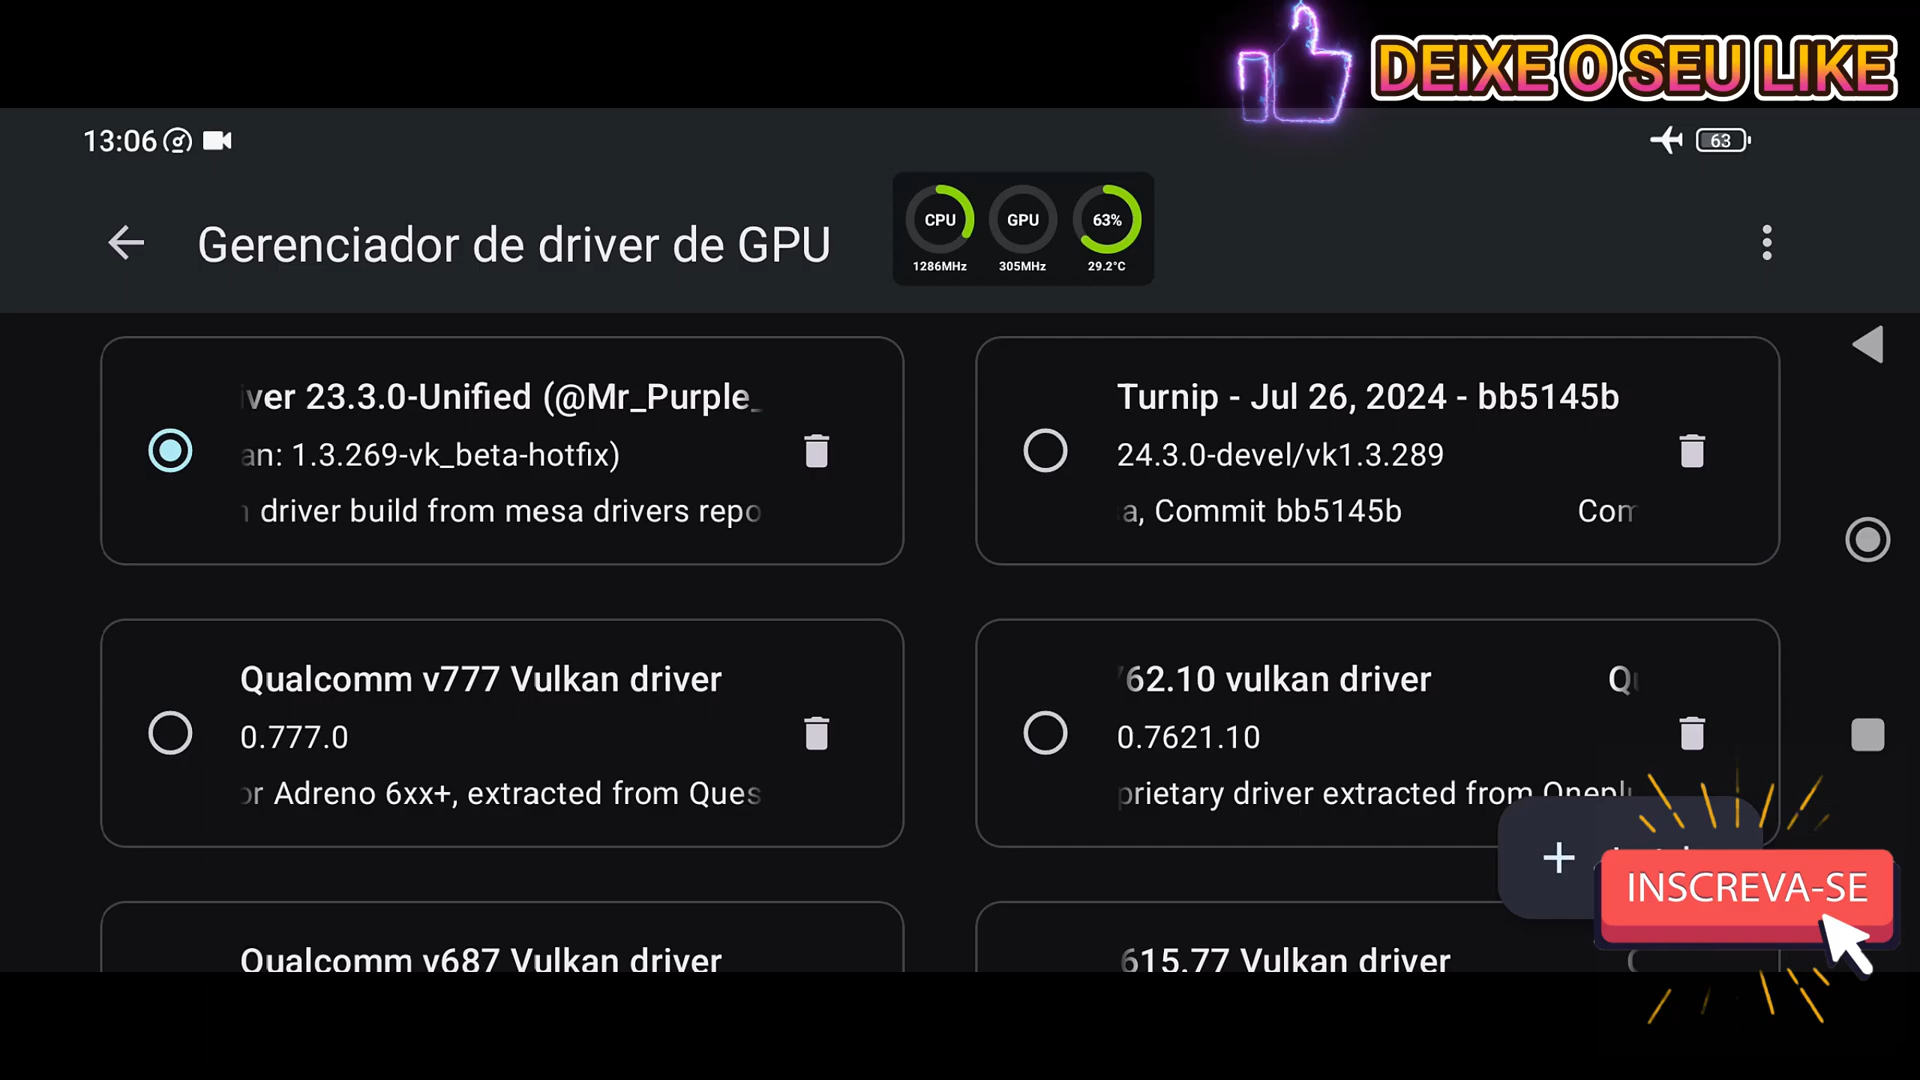 DEIXE O SEU LIKE
13:06
63
CPU
GPU
63%
1286MHz
305MHz
29.2°C
Gerenciador de driver de GPU
ver 23.3.0-Unified (@Mr_Purple_
an: 1.3.269-vk_beta-hotfix)
driver build from mesa drivers repo
Turnip - Jul 26, 2024 - bb5145b
24.3.0-devel/vk1.3.289
a, Commit bb5145b Com
Qualcomm v777 Vulkan driver
0.777.0
or Adreno 6xx+, extracted from Ques
62.10 vulkan driver Qu
0.7621.10
prietary driver extracted from Oneplu
INSCREVA-SE
Qualcomm v687 Vulkan driver
615.77 Vulkan driver